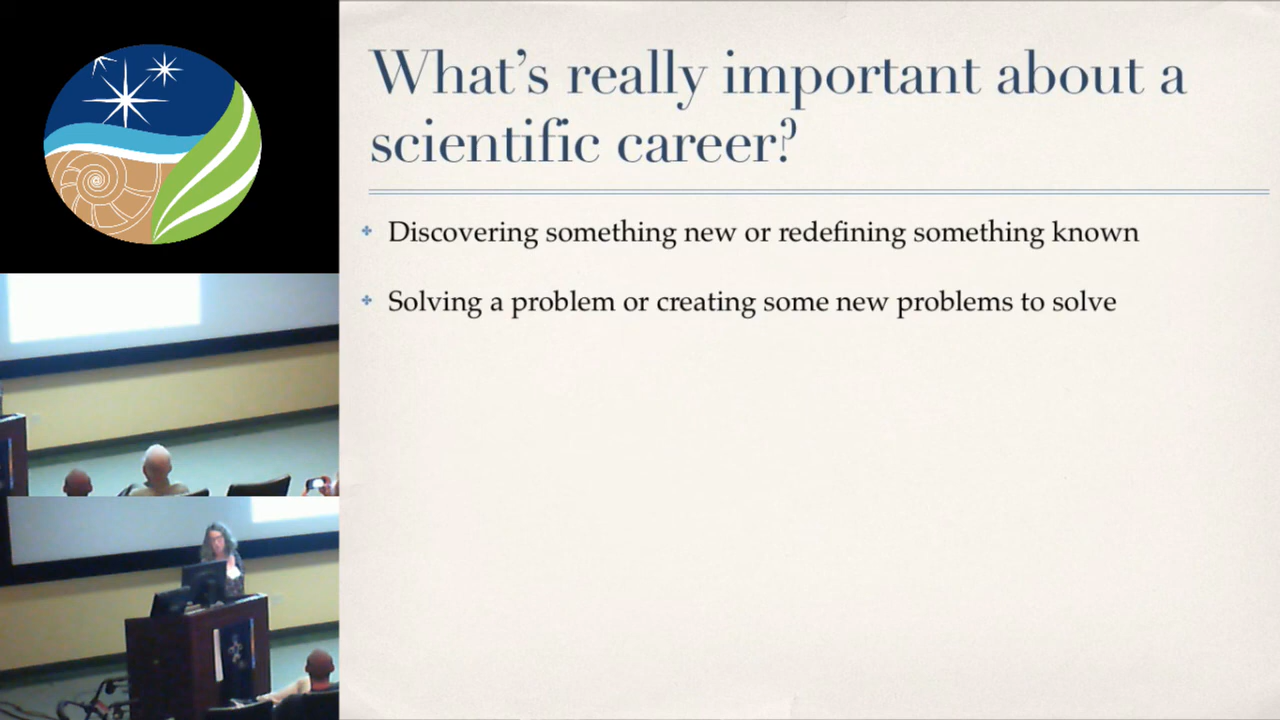 What's really important about a
scientific career?
Discovering something new or redefining something known
Solving a problem or creating some new problems to solve